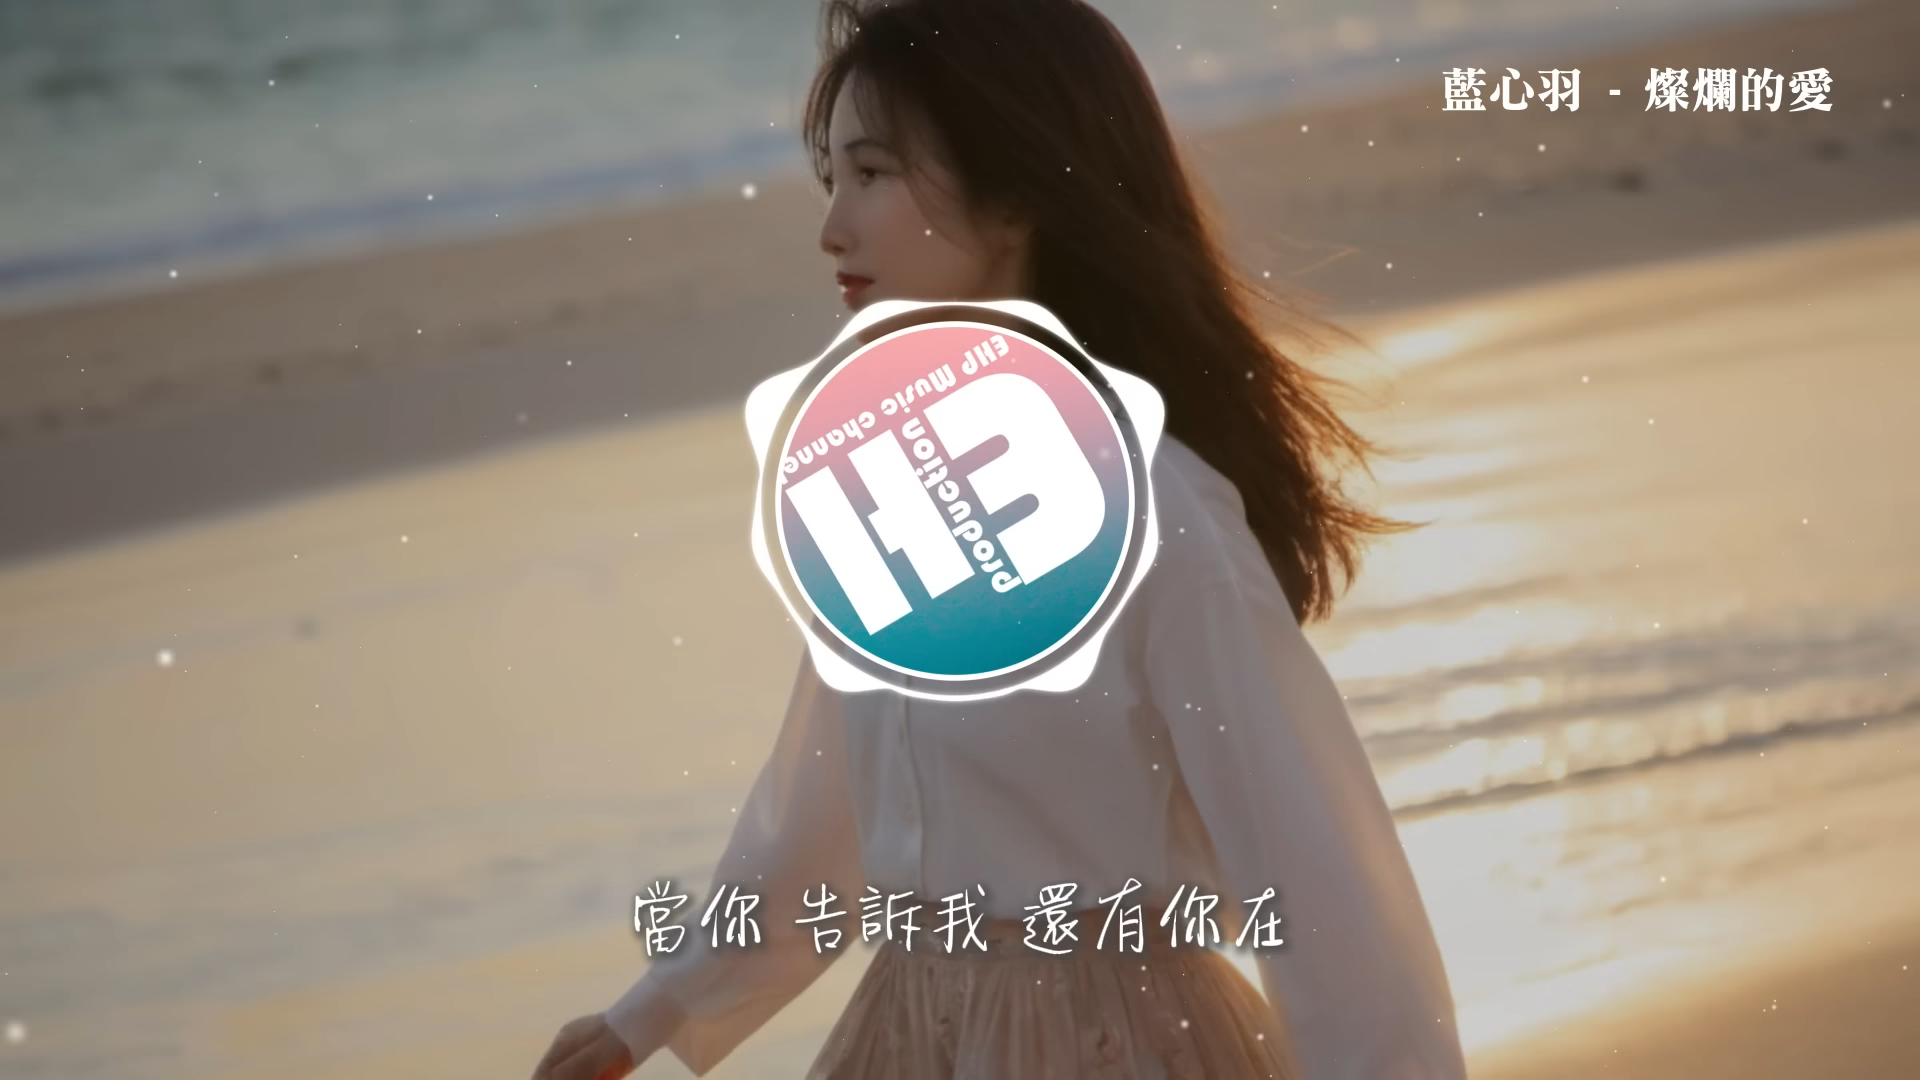 藍心羽 - 燦爛的愛
EHP Music channel
EH
Production
當你 告訴我 還有你在